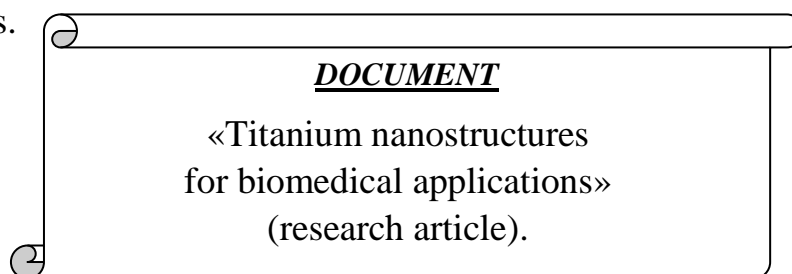 s.
DOCUMENT
«Titanium nanostructures
for biomedical applications»
(research article).